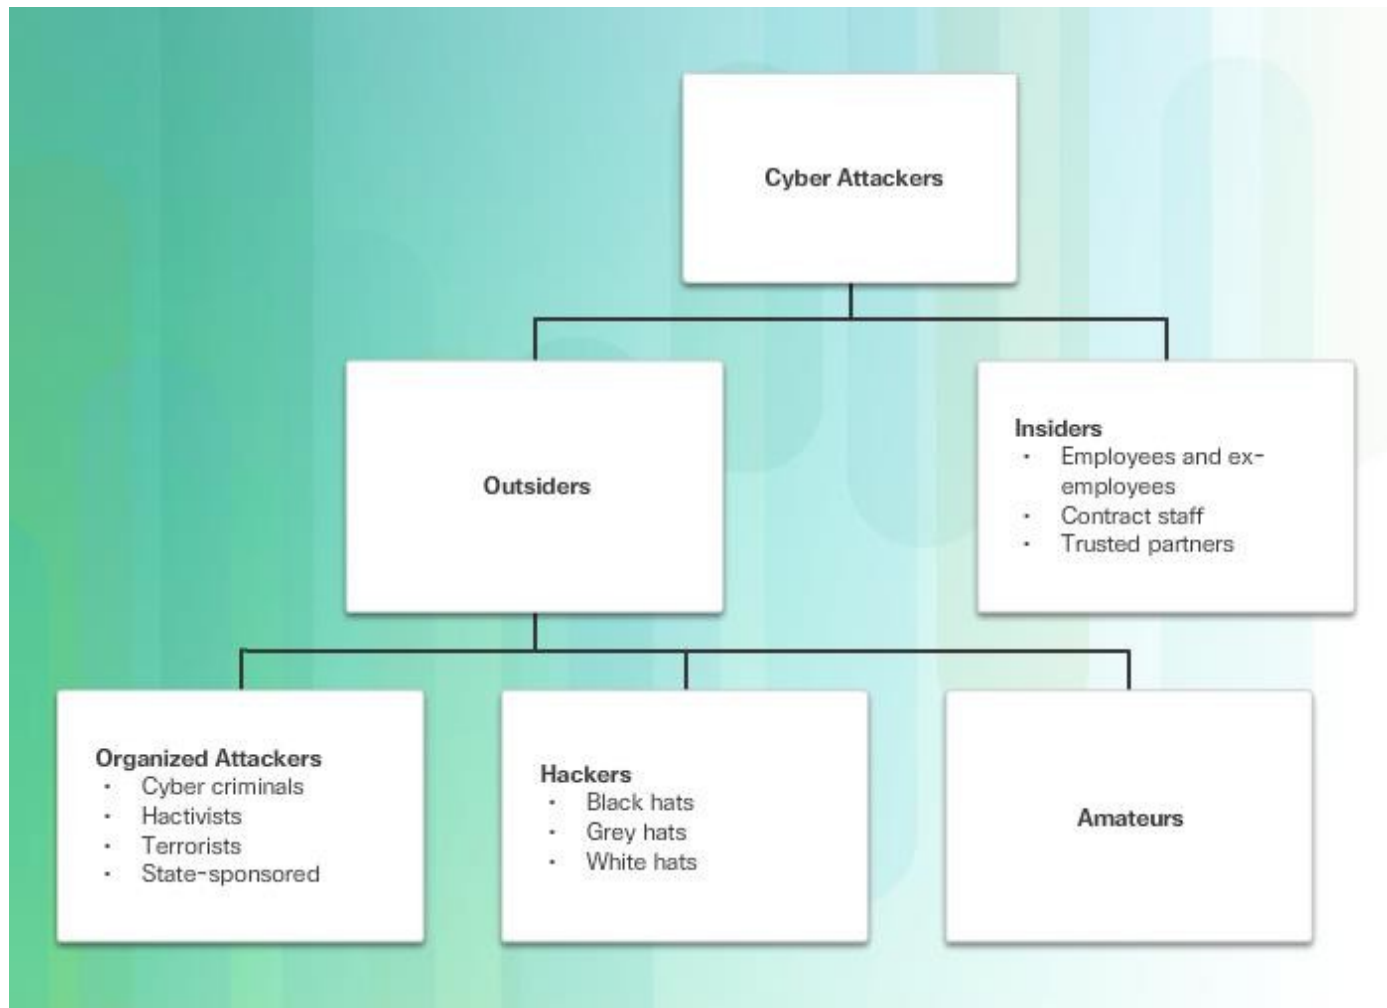 Cyber Attackers
Outsiders
Insiders
· Employees and ex-
employees
· Contract staff
· Trusted partners
Organized Attackers
· Cyber criminals
· Hactivists
· Terrorists
· State-sponsored
Hackers
· Black hats
· Grey hats
· White hats
Amateurs